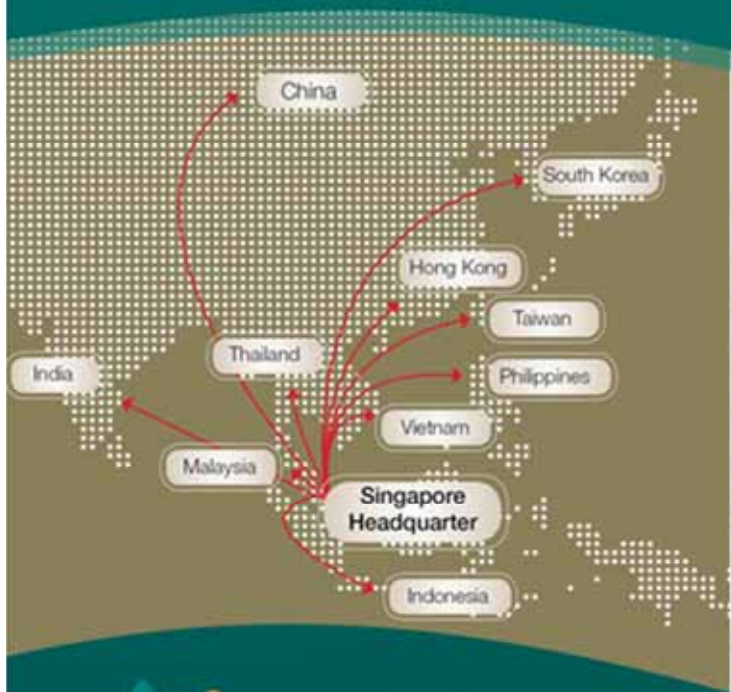 China
South Korea
Hong Kong
Taiwan
Thailand
India
Philippines
Vietnam
Malaysia
Singapore
Headquarter
Indonesia